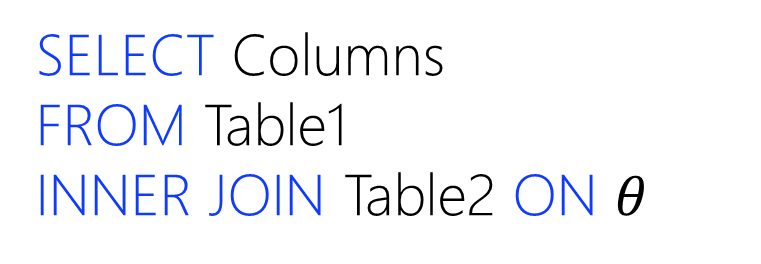 SELECT Columns
FROM Table1
INNER JOIN Table2 ON θ